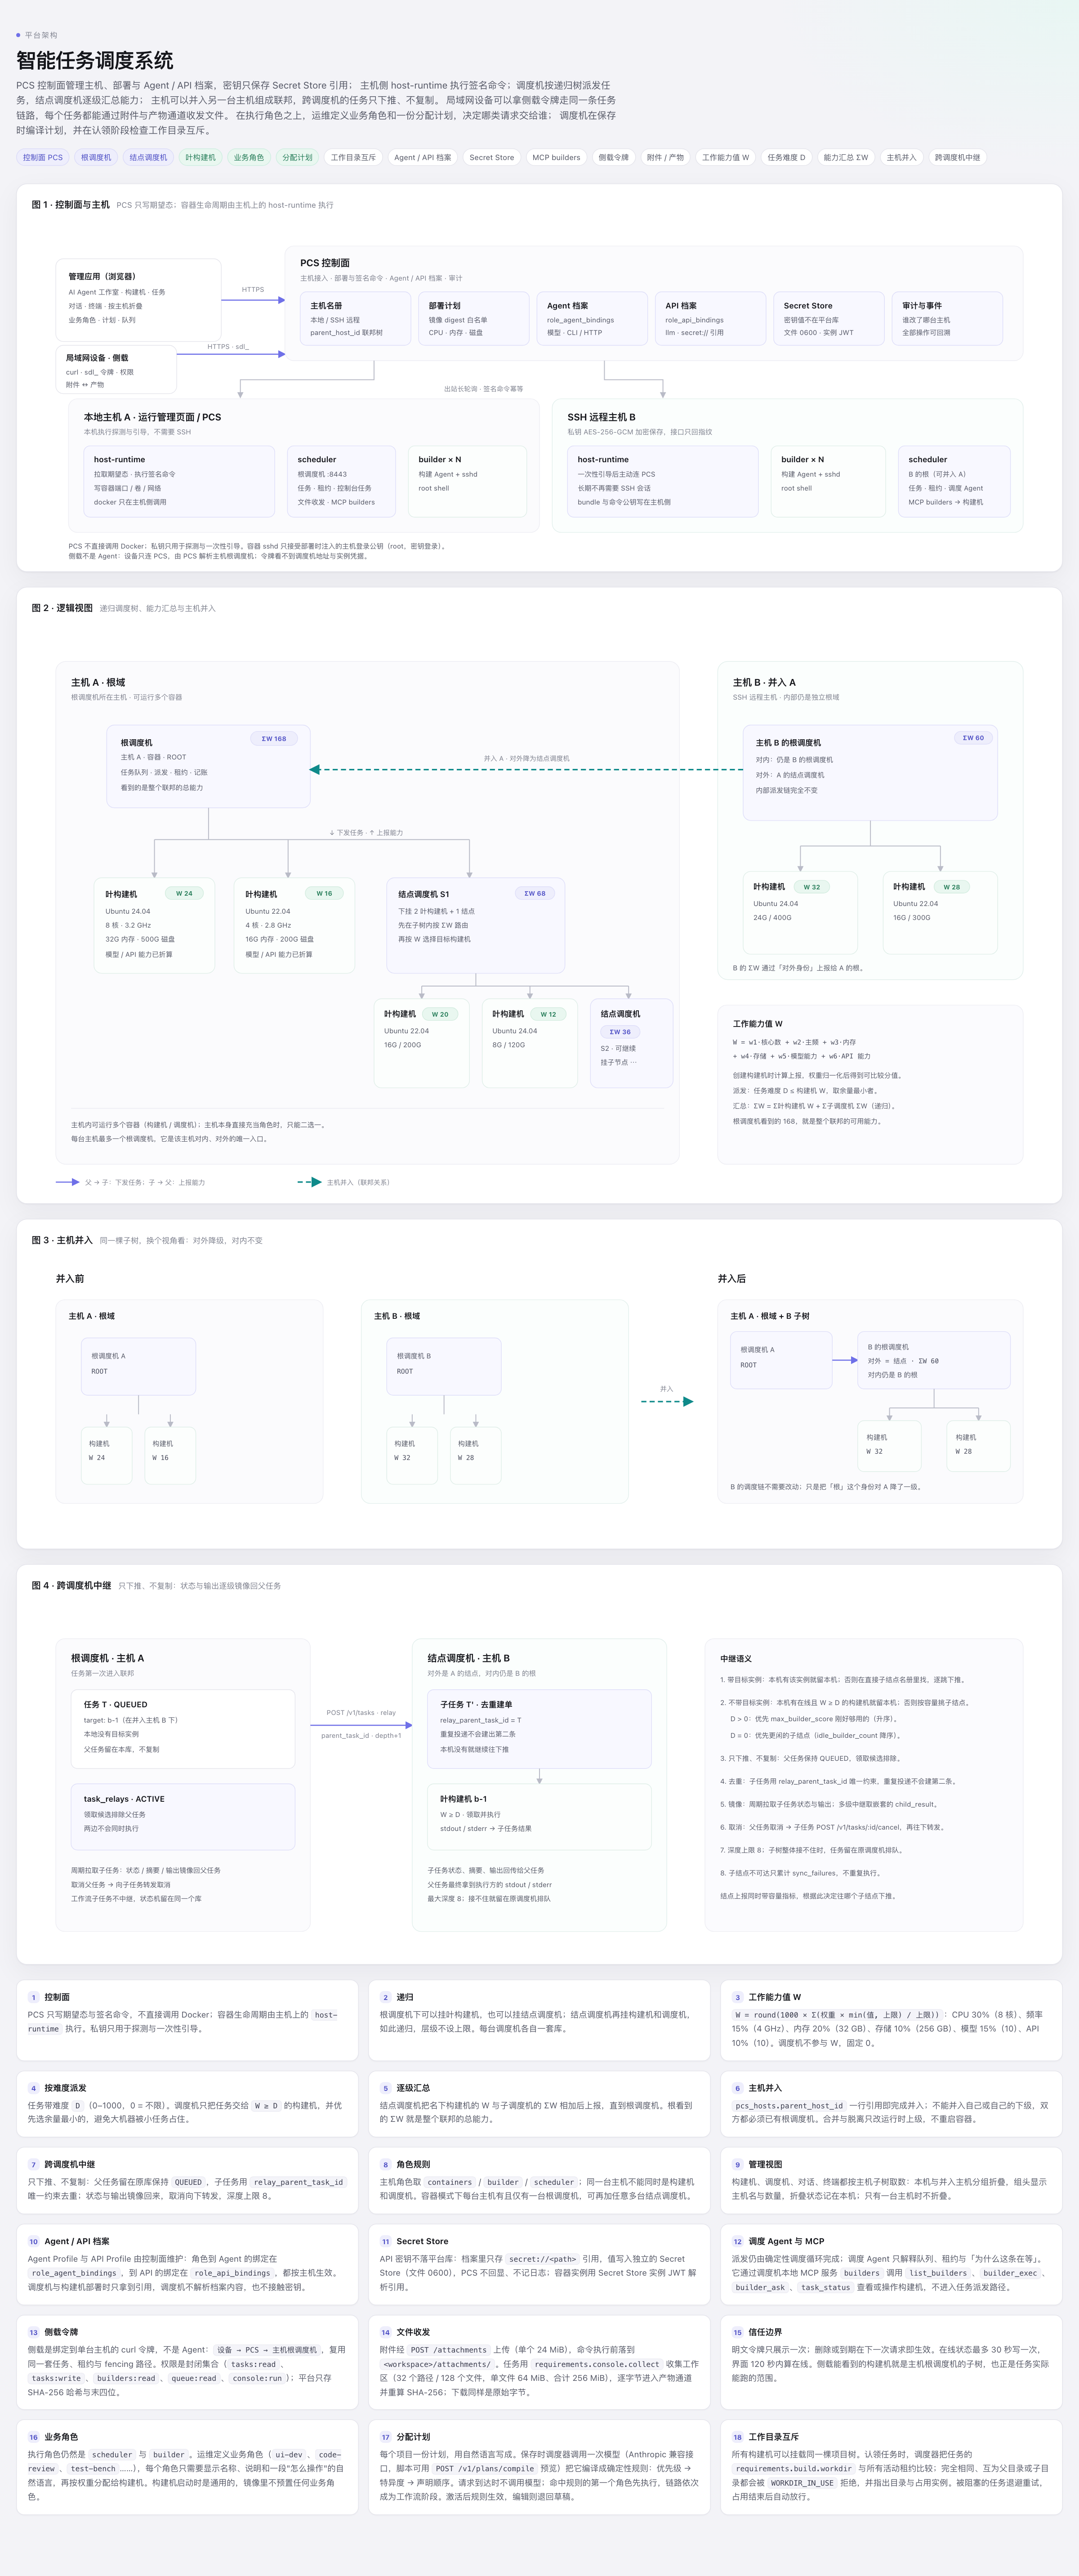 平台架构
智能任务调度系统
PCS 控制面管理主机、部署与 Agent / API 档案，密钥只保存 Secret Store 引用； 主机侧 host-runtime 执行签名命令；调度机按递归树派发任
务，结点调度机逐级汇总能力； 主机可以并入另一台主机组成联邦，跨调度机的任务只下推、不复制。 局域网设备可以拿侧载令牌走同一条任务
链路，每个任务都能通过附件与产物通道收发文件。 在执行角色之上，运维定义业务角色和一份分配计划，决定哪类请求交给谁； 调度机在保存
时编译计划，并在认领阶段检查工作目录互斥。
控制面 PCS
根调度机
结点调度机
叶构建机
业务角色
分配计划
工作目录互斥
Agent / API 档案
Secret Store
MCP builders
侧载令牌
附件 / 产物
工作能力值 W
任务难度 D
能力汇总 ΣW
主机并入
跨调度机中继
图 1 · 控制面与主机 PCS 只写期望态；容器生命周期由主机上的 host-runtime 执行
管理应用（浏览器）
AI Agent 工作室 · 构建机 · 任务
对话 · 终端 · 按主机折叠
业务角色 · 计划 · 队列
HTTPS
局域网设备 · 侧载
curl · sdl_ 令牌 · 权限
附件 ↔ 产物
HTTPS · sdl_
PCS 控制面
主机接入 · 部署与签名命令 · Agent / API 档案 · 审计
主机名册
本地 / SSH 远程
parent_host_id 联邦树
部署计划
镜像 digest 白名单
CPU · 内存 · 磁盘
Agent 档案
role_agent_bindings
模型 · CLI / HTTP
API 档案
role_api_bindings
llm · secret:// 引用
Secret Store
密钥值不在平台库
文件 0600 · 实例 JWT
审计与事件
谁改了哪台主机
全部操作可回溯
出站长轮询 · 签名命令幂等
本地主机 A · 运行管理页面 / PCS
本机执行探测与引导，不需要 SSH
host-runtime
拉取期望态 · 执行签名命令
写容器端口 / 卷 / 网络
docker 只在主机侧调用
scheduler
根调度机 :8443
任务 · 租约 · 控制台任务
文件收发 · MCP builders
builder × N
构建 Agent + sshd
root shell
SSH 远程主机 B
私钥 AES-256-GCM 加密保存，接口只回指纹
host-runtime
一次性引导后主动连 PCS
长期不再需要 SSH 会话
bundle 与命令公钥写在主机侧
builder × N
构建 Agent + sshd
root shell
scheduler
B 的根（可并入 A）
任务 · 租约 · 调度 Agent
MCP builders → 构建机
PCS 不直接调用 Docker；私钥只用于探测与一次性引导。容器 sshd 只接受部署时注入的主机登录公钥（root，密钥登录）。
侧载不是 Agent：设备只连 PCS，由 PCS 解析主机根调度机；令牌看不到调度机地址与实例凭据。
图 2 · 逻辑视图 递归调度树、能力汇总与主机并入
主机 A · 根域
根调度机所在主机 · 可运行多个容器
根调度机
ΣW 168
主机 A · 容器 · ROOT
任务队列 · 派发 · 租约 · 记账
看到的是整个联邦的总能力
并入 A · 对外降为结点调度机
↓ 下发任务 · ↑ 上报能力
叶构建机
W 24
Ubuntu 24.04
8 核 · 3.2 GHz
32G 内存 · 500G 磁盘
模型 / API 能力已折算
叶构建机
W 16
Ubuntu 22.04
4 核 · 2.8 GHz
16G 内存 · 200G 磁盘
模型 / API 能力已折算
结点调度机 S1
ΣW 68
下挂 2 叶构建机 + 1 结点
先在子树内按 ΣW 路由
再按 W 选择目标构建机
叶构建机
W 20
Ubuntu 22.04
16G / 200G
叶构建机
W 12
Ubuntu 24.04
8G / 120G
结点调度机
ΣW 36
S2 · 可继续
挂子节点 ⋯
主机内可运行多个容器（构建机 / 调度机）；主机本身直接充当角色时，只能二选一。
每台主机最多一个根调度机，它是该主机对内、对外的唯一入口。
主机 B · 并入 A
SSH 远程主机 · 内部仍是独立根域
主机 B 的根调度机
ΣW 60
对内：仍是 B 的根调度机
对外：A 的结点调度机
内部派发链完全不变
叶构建机
W 32
Ubuntu 24.04
24G / 400G
叶构建机
W 28
Ubuntu 22.04
16G / 300G
B 的 ΣW 通过「对外身份」上报给 A 的根。
工作能力值 W
W = w1·核心数 + w2·主频 + w3·内存
+ w4·存储 + w5·模型能力 + w6·API 能力
创建构建机时计算上报，权重归一化后得到可比较分值。
派发：任务难度 D ≤ 构建机 W，取余量最小者。
汇总：ΣW = Σ叶构建机 W + Σ子调度机 ΣW（递归）。
根调度机看到的 168，就是整个联邦的可用能力。
父 → 子：下发任务；子 → 父：上报能力
主机并入（联邦关系）
图 3 · 主机并入 同一棵子树，换个视角看：对外降级，对内不变
并入前
主机 A · 根域
根调度机 A
ROOT
构建机
W 24
构建机
W 16
主机 B · 根域
根调度机 B
ROOT
构建机
W 32
构建机
W 28
并入
并入后
主机 A · 根域 + B 子树
根调度机 A
ROOT
B 的根调度机
对外 = 结点 · ΣW 60
对内仍是 B 的根
构建机
W 32
构建机
W 28
B 的调度链不需要改动；只是把「根」这个身份对 A 降了一级。
图 4 · 跨调度机中继 只下推、不复制：状态与输出逐级镜像回父任务
根调度机 · 主机 A
任务第一次进入联邦
任务 T · QUEUED
target: b-1（在并入主机 B 下）
本地没有目标实例
父任务留在本库，不复制
task_relays · ACTIVE
领取候选排除父任务
两边不会同时执行
周期拉取子任务：状态 / 摘要 / 输出镜像回父任务
取消父任务 → 向子任务转发取消
工作流子任务不中继，状态机留在同一个库
POST /v1/tasks · relay
parent_task_id · depth+1
结点调度机 · 主机 B
对外是 A 的结点，对内仍是 B 的根
子任务 T' · 去重建单
relay_parent_task_id = T
重复投递不会建出第二条
本机没有就继续往下推
叶构建机 b-1
W ≥ D · 领取并执行
stdout / stderr → 子任务结果
子任务状态、摘要、输出回传给父任务
父任务最终拿到执行方的 stdout / stderr
最大深度 8；接不住就留在原调度机排队
中继语义
1. 带目标实例：本机有该实例就留本机；否则在直接子结点名册里找，逐跳下推。
2. 不带目标实例：本机有在线且 W ≥ D 的构建机就留本机；否则按容量挑子结点。
D > 0：优先 max_builder_score 刚好够用的（升序）。
D = 0：优先更闲的子结点（idle_builder_count 降序）。
3. 只下推、不复制：父任务保持 QUEUED，领取候选排除。
4. 去重：子任务用 relay_parent_task_id 唯一约束，重复投递不会建第二条。
5. 镜像：周期拉取子任务状态与输出；多级中继取嵌套的 child_result。
6. 取消：父任务取消 → 子任务 POST /v1/tasks/:id/cancel，再往下转发。
7. 深度上限 8；子树整体接不住时，任务留在原调度机排队。
8. 子结点不可达只累计 sync_failures，不重复执行。
结点上报同时带容量指标，根据此决定往哪个子结点下推。
1 控制面
PCS 只写期望态与签名命令，不直接调用 Docker；容器生命周期由主机上的 host-
runtime 执行。私钥只用于探测与一次性引导。
2 递归
根调度机下可以挂叶构建机，也可以挂结点调度机；结点调度机再挂构建机和调度机，
如此递归，层级不设上限。每台调度机各自一套库。
3 工作能力值 W
W = round(1000 × Σ(权重 × min(值, 上限) / 上限))：CPU 30%（8 核）、频率
15%（4 GHz）、内存 20%（32 GB）、存储 10%（256 GB）、模型 15%（10）、API
10%（10）。调度机不参与 W，固定 0。
4 按难度派发
任务带难度 D（0–1000，0 = 不限）。调度机只把任务交给 W ≥ D 的构建机，并优
先选余量最小的，避免大机器被小任务占住。
5 逐级汇总
结点调度机把名下构建机的 W 与子调度机的 ΣW 相加后上报，直到根调度机。根看到
的 ΣW 就是整个联邦的总能力。
6 主机并入
pcs_hosts.parent_host_id 一行引用即完成并入；不能并入自己或自己的下级，双
方都必须已有根调度机。合并与脱离只改运行时上级，不重启容器。
7 跨调度机中继
只下推、不复制：父任务留在原库保持 QUEUED，子任务用 relay_parent_task_id
唯一约束去重；状态与输出镜像回来，取消向下转发，深度上限 8。
8 角色规则
主机角色取 containers / builder / scheduler；同一台主机不能同时是构建机
和调度机。容器模式下每台主机有且仅有一台根调度机，可再加任意多台结点调度机。
9 管理视图
构建机、调度机、对话、终端都按主机子树取数：本机与并入主机分组折叠，组头显示
主机名与数量，折叠状态记在本机；只有一台主机时不折叠。
10 Agent / API 档案
Agent Profile 与 API Profile 由控制面维护：角色到 Agent 的绑定在
role_agent_bindings，到 API 的绑定在 role_api_bindings，都按主机生效。
调度机与构建机部署时只拿到引用，调度机不解析档案内容，也不接触密钥。
11 Secret Store
API 密钥不落平台库：档案里只存 secret://<path> 引用，值写入独立的 Secret
Store（文件 0600），PCS 不回显、不记日志；容器实例用 Secret Store 实例 JWT 解
析引用。
12 调度 Agent 与 MCP
派发仍由确定性调度循环完成；调度 Agent 只解释队列、租约与「为什么这条在等」。
它通过调度机本地 MCP 服务 builders 调用 list_builders、builder_exec、
builder_ask、task_status 查看或操作构建机，不进入任务派发路径。
13 侧载令牌
侧载是绑定到单台主机的 curl 令牌，不是 Agent：设备 → PCS → 主机根调度机，复用
同一套任务、租约与 fencing 路径。权限是封闭集合（tasks:read、
tasks:write、builders:read、queue:read、console:run）；平台只存
SHA-256 哈希与末四位。
14 文件收发
附件经 POST /attachments 上传（单个 24 MiB），命令执行前落到
<workspace>/attachments/。任务用 requirements.console.collect 收集工作
区（32 个路径 / 128 个文件，单文件 64 MiB、合计 256 MiB），逐字节进入产物通道
并重算 SHA-256；下载同样是原始字节。
15 信任边界
明文令牌只展示一次；删除或到期在下一次请求即生效。在线状态最多 30 秒写一次，
界面 120 秒内算在线。侧载能看到的构建机就是主机根调度机的子树，也正是任务实际
能跑的范围。
16 业务角色
执行角色仍然是 scheduler 与 builder。运维定义业务角色（ui-dev、code-
review、test-bench……），每个角色只需要显示名称、说明和一段“怎么操作”的自
然语言，再按权重分配给构建机。构建机启动时是通用的，镜像里不预置任何业务角
色。
17 分配计划
每个项目一份计划，用自然语言写成。保存时调度器调用一次模型（Anthropic 兼容接
口，脚本可用 POST /v1/plans/compile 预览）把它编译成确定性规则：优先级 →
特异度 → 声明顺序。请求到达时不调用模型；命中规则的第一个角色先执行，链路依次
成为工作流阶段。激活后规则生效，编辑则退回草稿。
18 工作目录互斥
所有构建机可以挂载同一棵项目树。认领任务时，调度器把任务的
requirements.build.workdir 与所有活动租约比较；完全相同、互为父目录或子目
录都会被 WORKDIR_IN_USE 拒绝，并指出目录与占用实例。被阻塞的任务退避重试，
占用结束后自动放行。